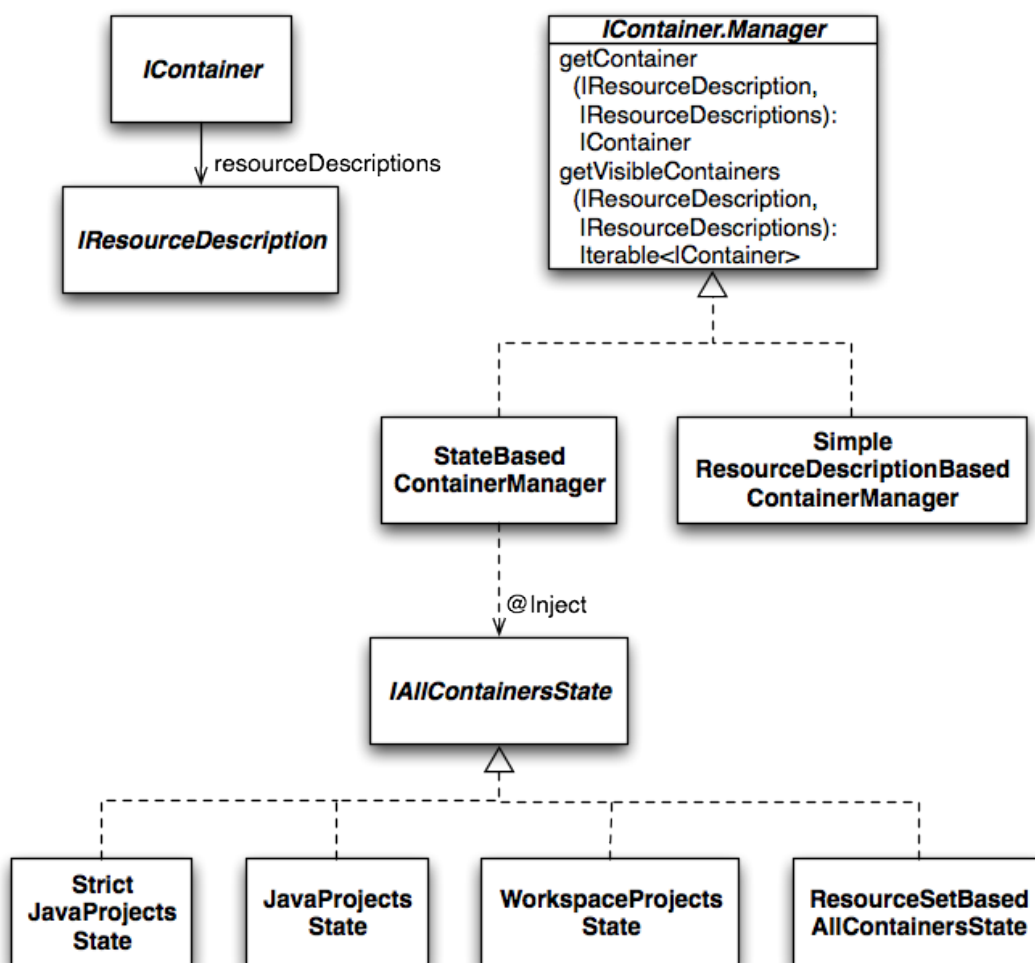 IContainer
resourceDescriptions
IResourceDescription
IContainer.Manager
getContainer
(IResourceDescription,
IResourceDescriptions):
IContainer
getVisibleContainers
(IResourceDescription,
IResourceDescriptions):
Iterable<IContainer>
StateBased
ContainerManager
Simple
ResourceDescriptionBased
ContainerManager
@Inject
IAllContainersState
Strict
JavaProjects
State
JavaProjects
State
WorkspaceProjects
State
ResourceSetBased
AllContainersState